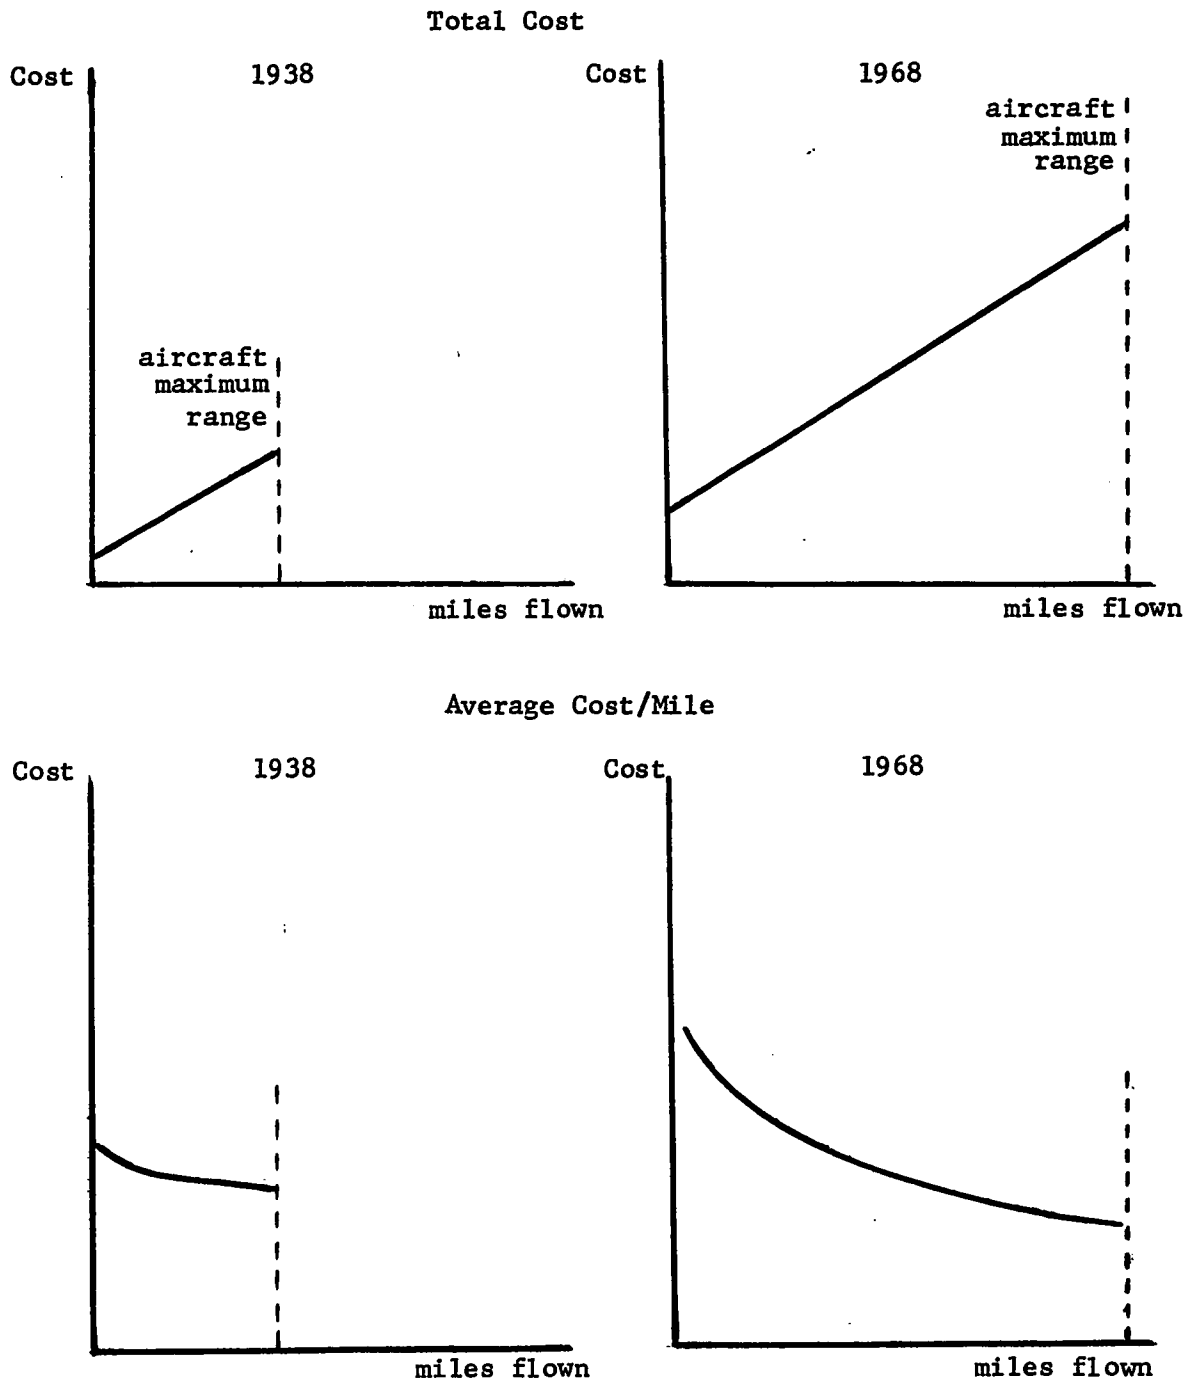 Total Cost
Cost
1938
aircraft
maximum
range
miles flown
Cost
1968
aircraft
maximum
range
miles flown
Average Cost/Mile
Cost
1938
miles flown
Cost
1968
miles flown